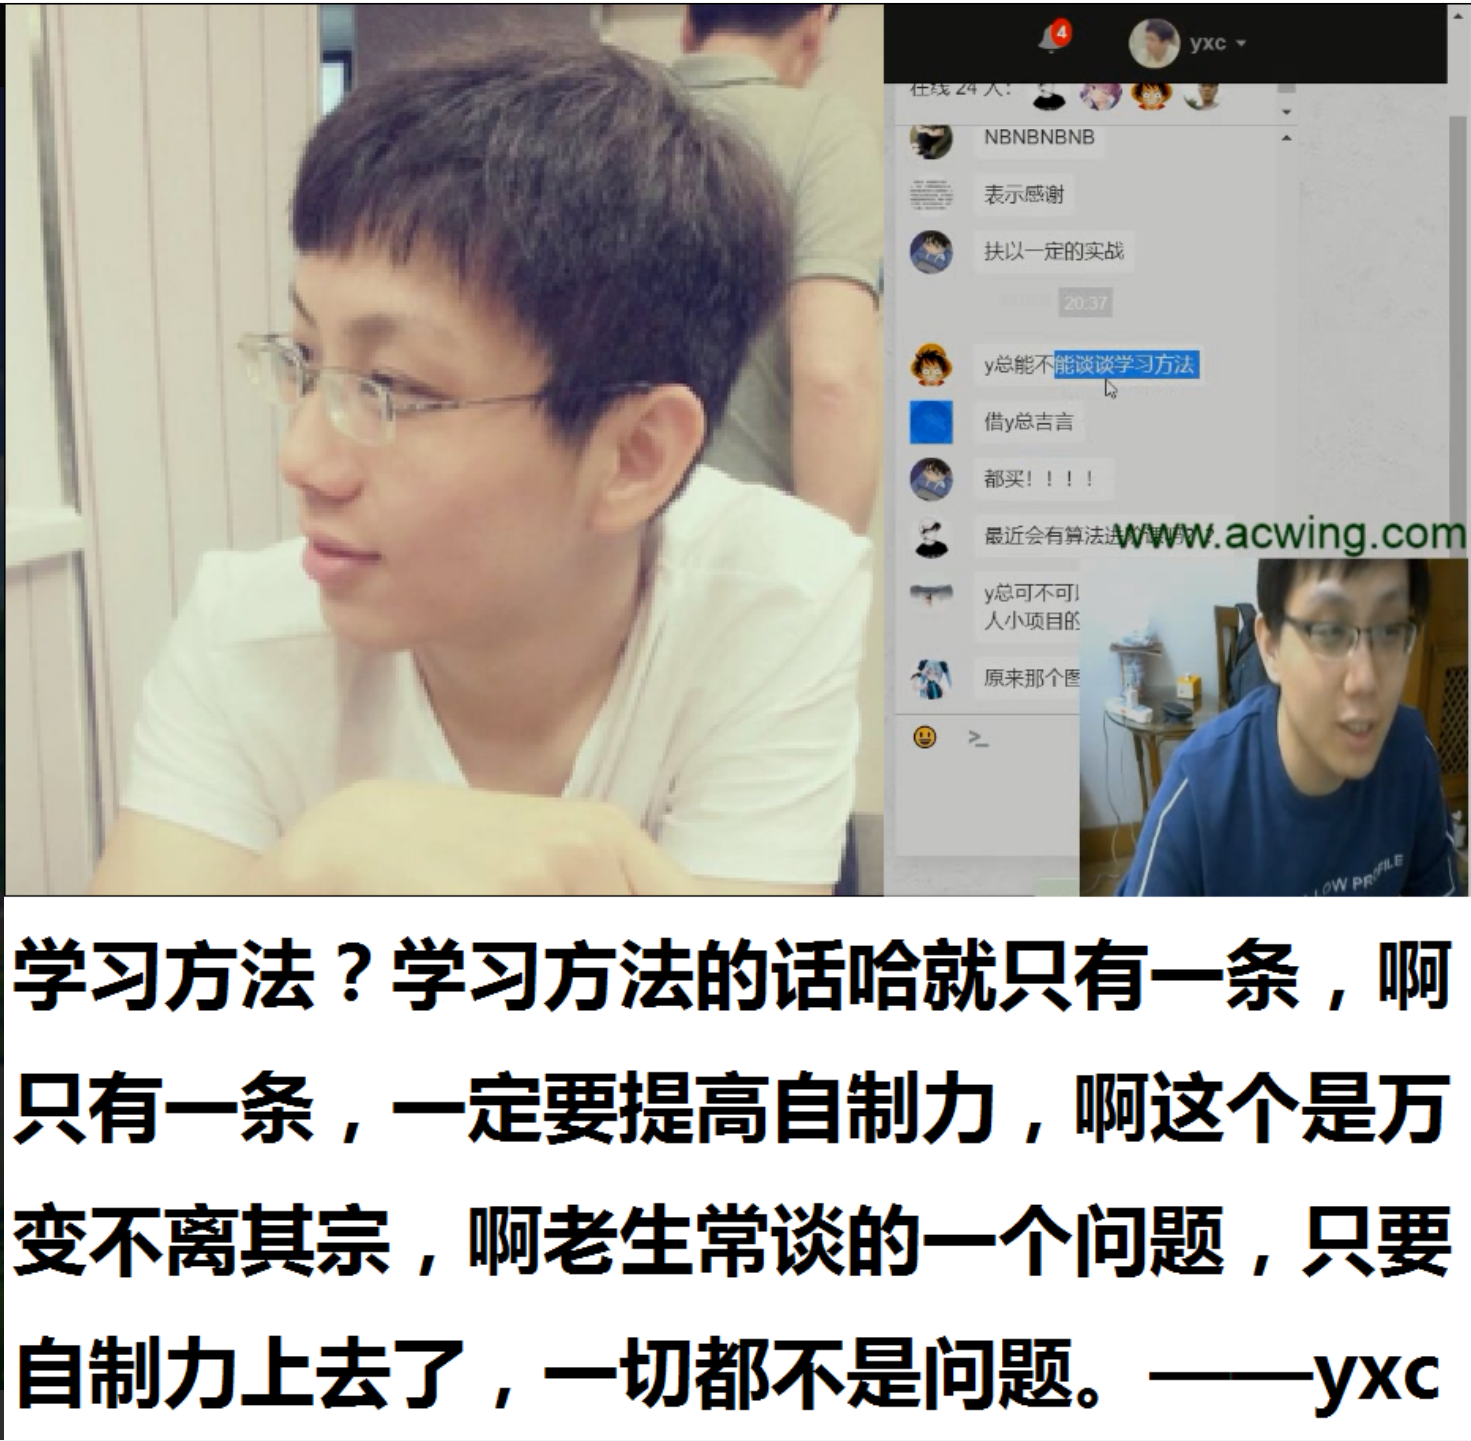 4
yxc
在线 24 人：
NBNBNBNB
表示感谢
扶以一定的实战
20:37
y总能不能谈谈学习方法
借y总吉言
都买！！！！
最近会有算法进
www.acwing.com
y总可不可以
人小项目的
原来那个图
>_
LOW PROFILE
学习方法？学习方法的话哈就只有一条，啊
只有一条，一定要提高自制力，啊这个是万
变不离其宗，啊老生常谈的一个问题，只要
自制力上去了，一切都不是问题。——yxc